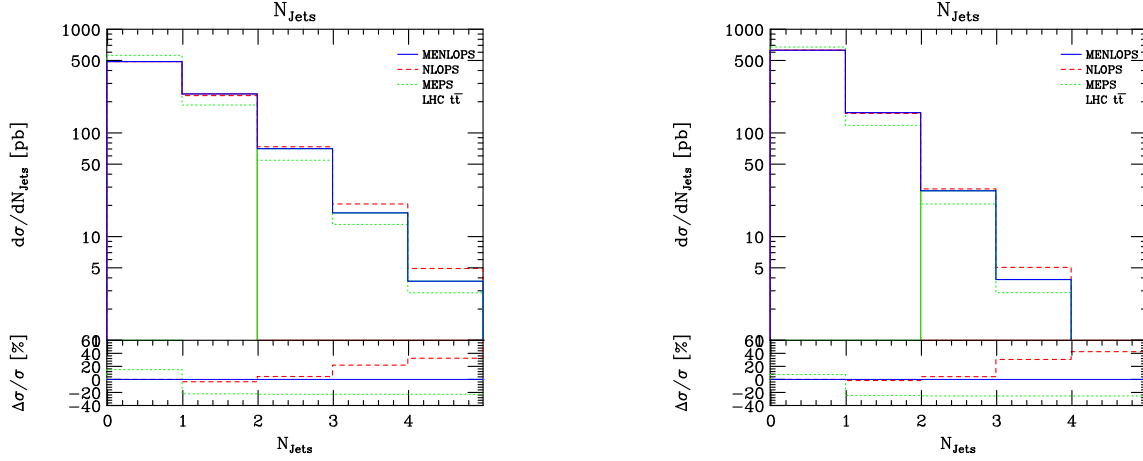 N_Jets
1000
500
100
50
10
5
1
dσ/dN_Jets [pb]
MENLOPS
NLOPS
MEPS
LHC tt̄
60
40
20
0
−20
−40
Δσ/σ [%]
0 1 2 3 4
N_Jets
N_Jets
1000
500
100
50
10
5
1
dσ/dN_Jets [pb]
MENLOPS
NLOPS
MEPS
LHC tt̄
60
40
20
0
−20
−40
Δσ/σ [%]
0 1 2 3 4
N_Jets